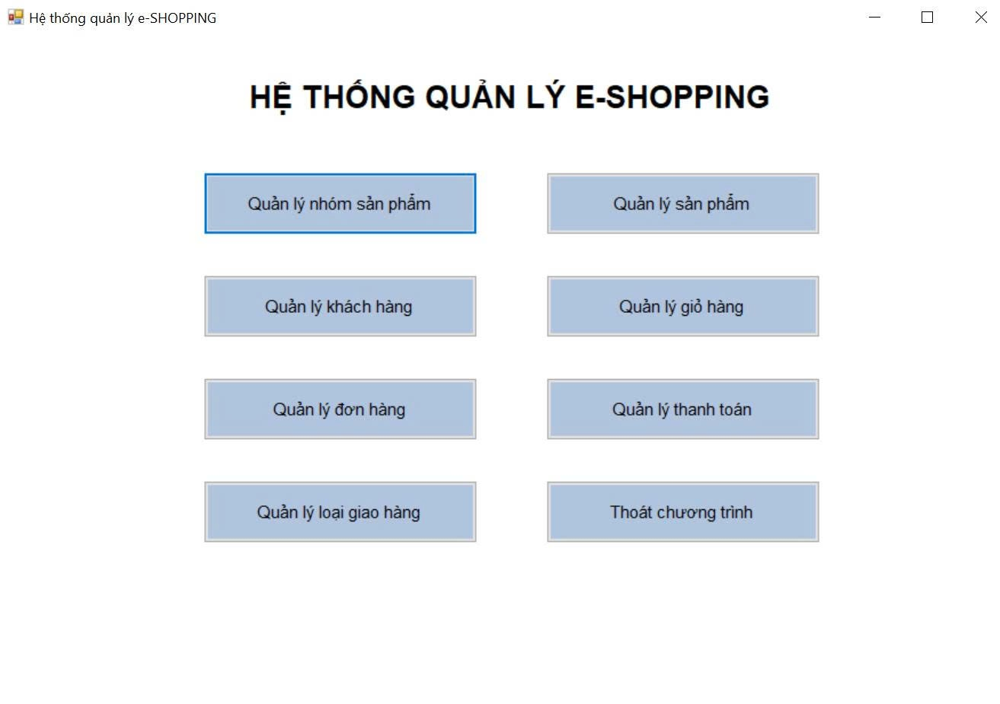 Hệ thống quản lý e-SHOPPING
HỆ THỐNG QUẢN LÝ E-SHOPPING
Quản lý nhóm sản phẩm
Quản lý sản phẩm
Quản lý khách hàng
Quản lý giỏ hàng
Quản lý đơn hàng
Quản lý thanh toán
Quản lý loại giao hàng
Thoát chương trình